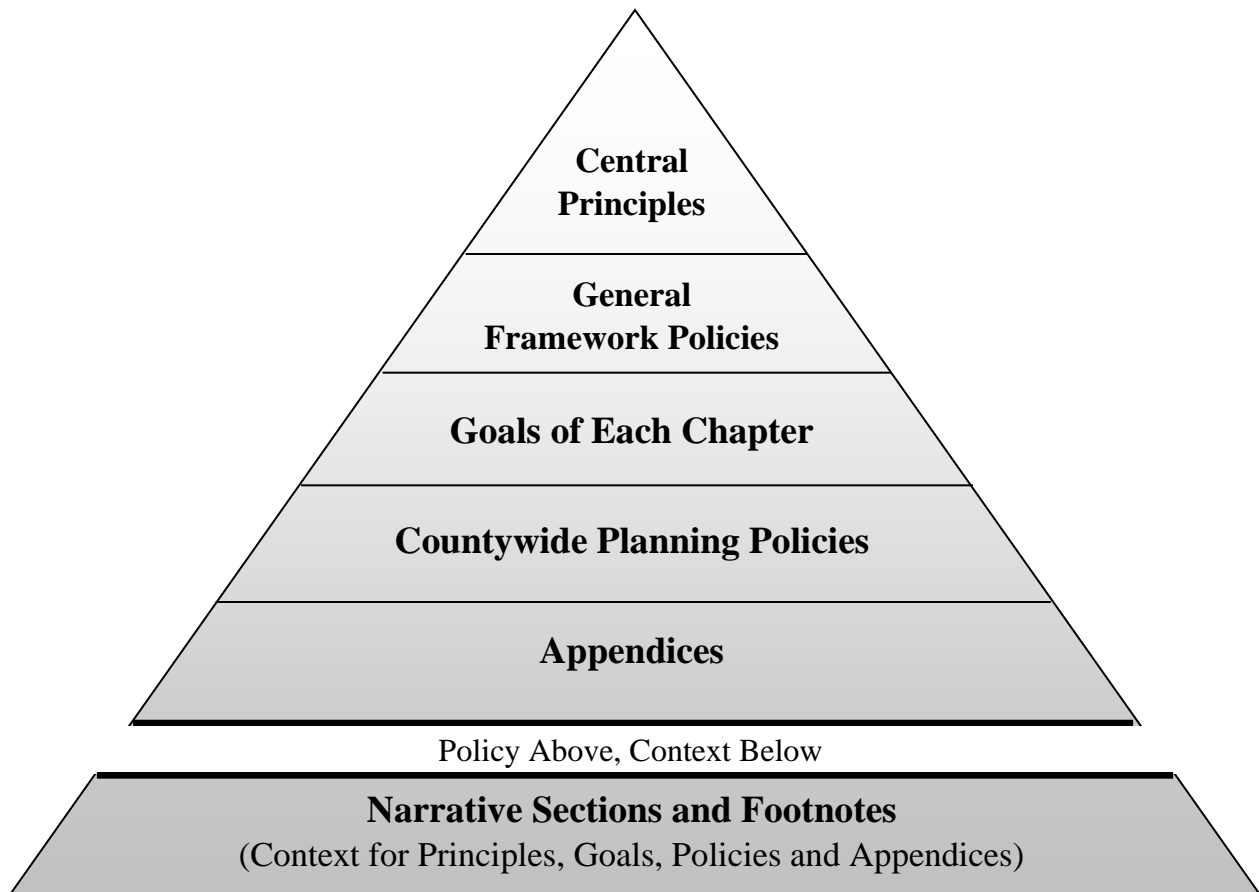 Central
Principles
General
Framework Policies
Goals of Each Chapter
Countywide Planning Policies
Appendices
Policy Above, Context Below
Narrative Sections and Footnotes
(Context for Principles, Goals, Policies and Appendices)